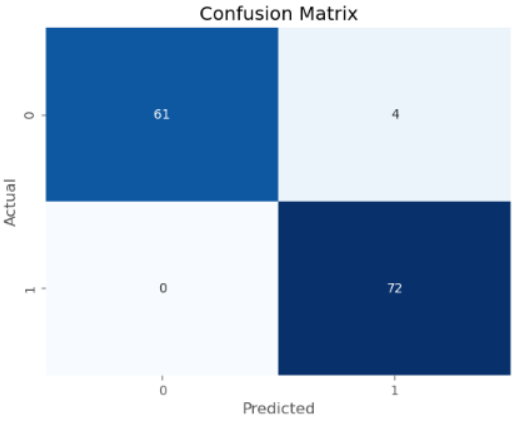 Confusion Matrix
Actual
0
61 4
1
0 72
0 1
Predicted